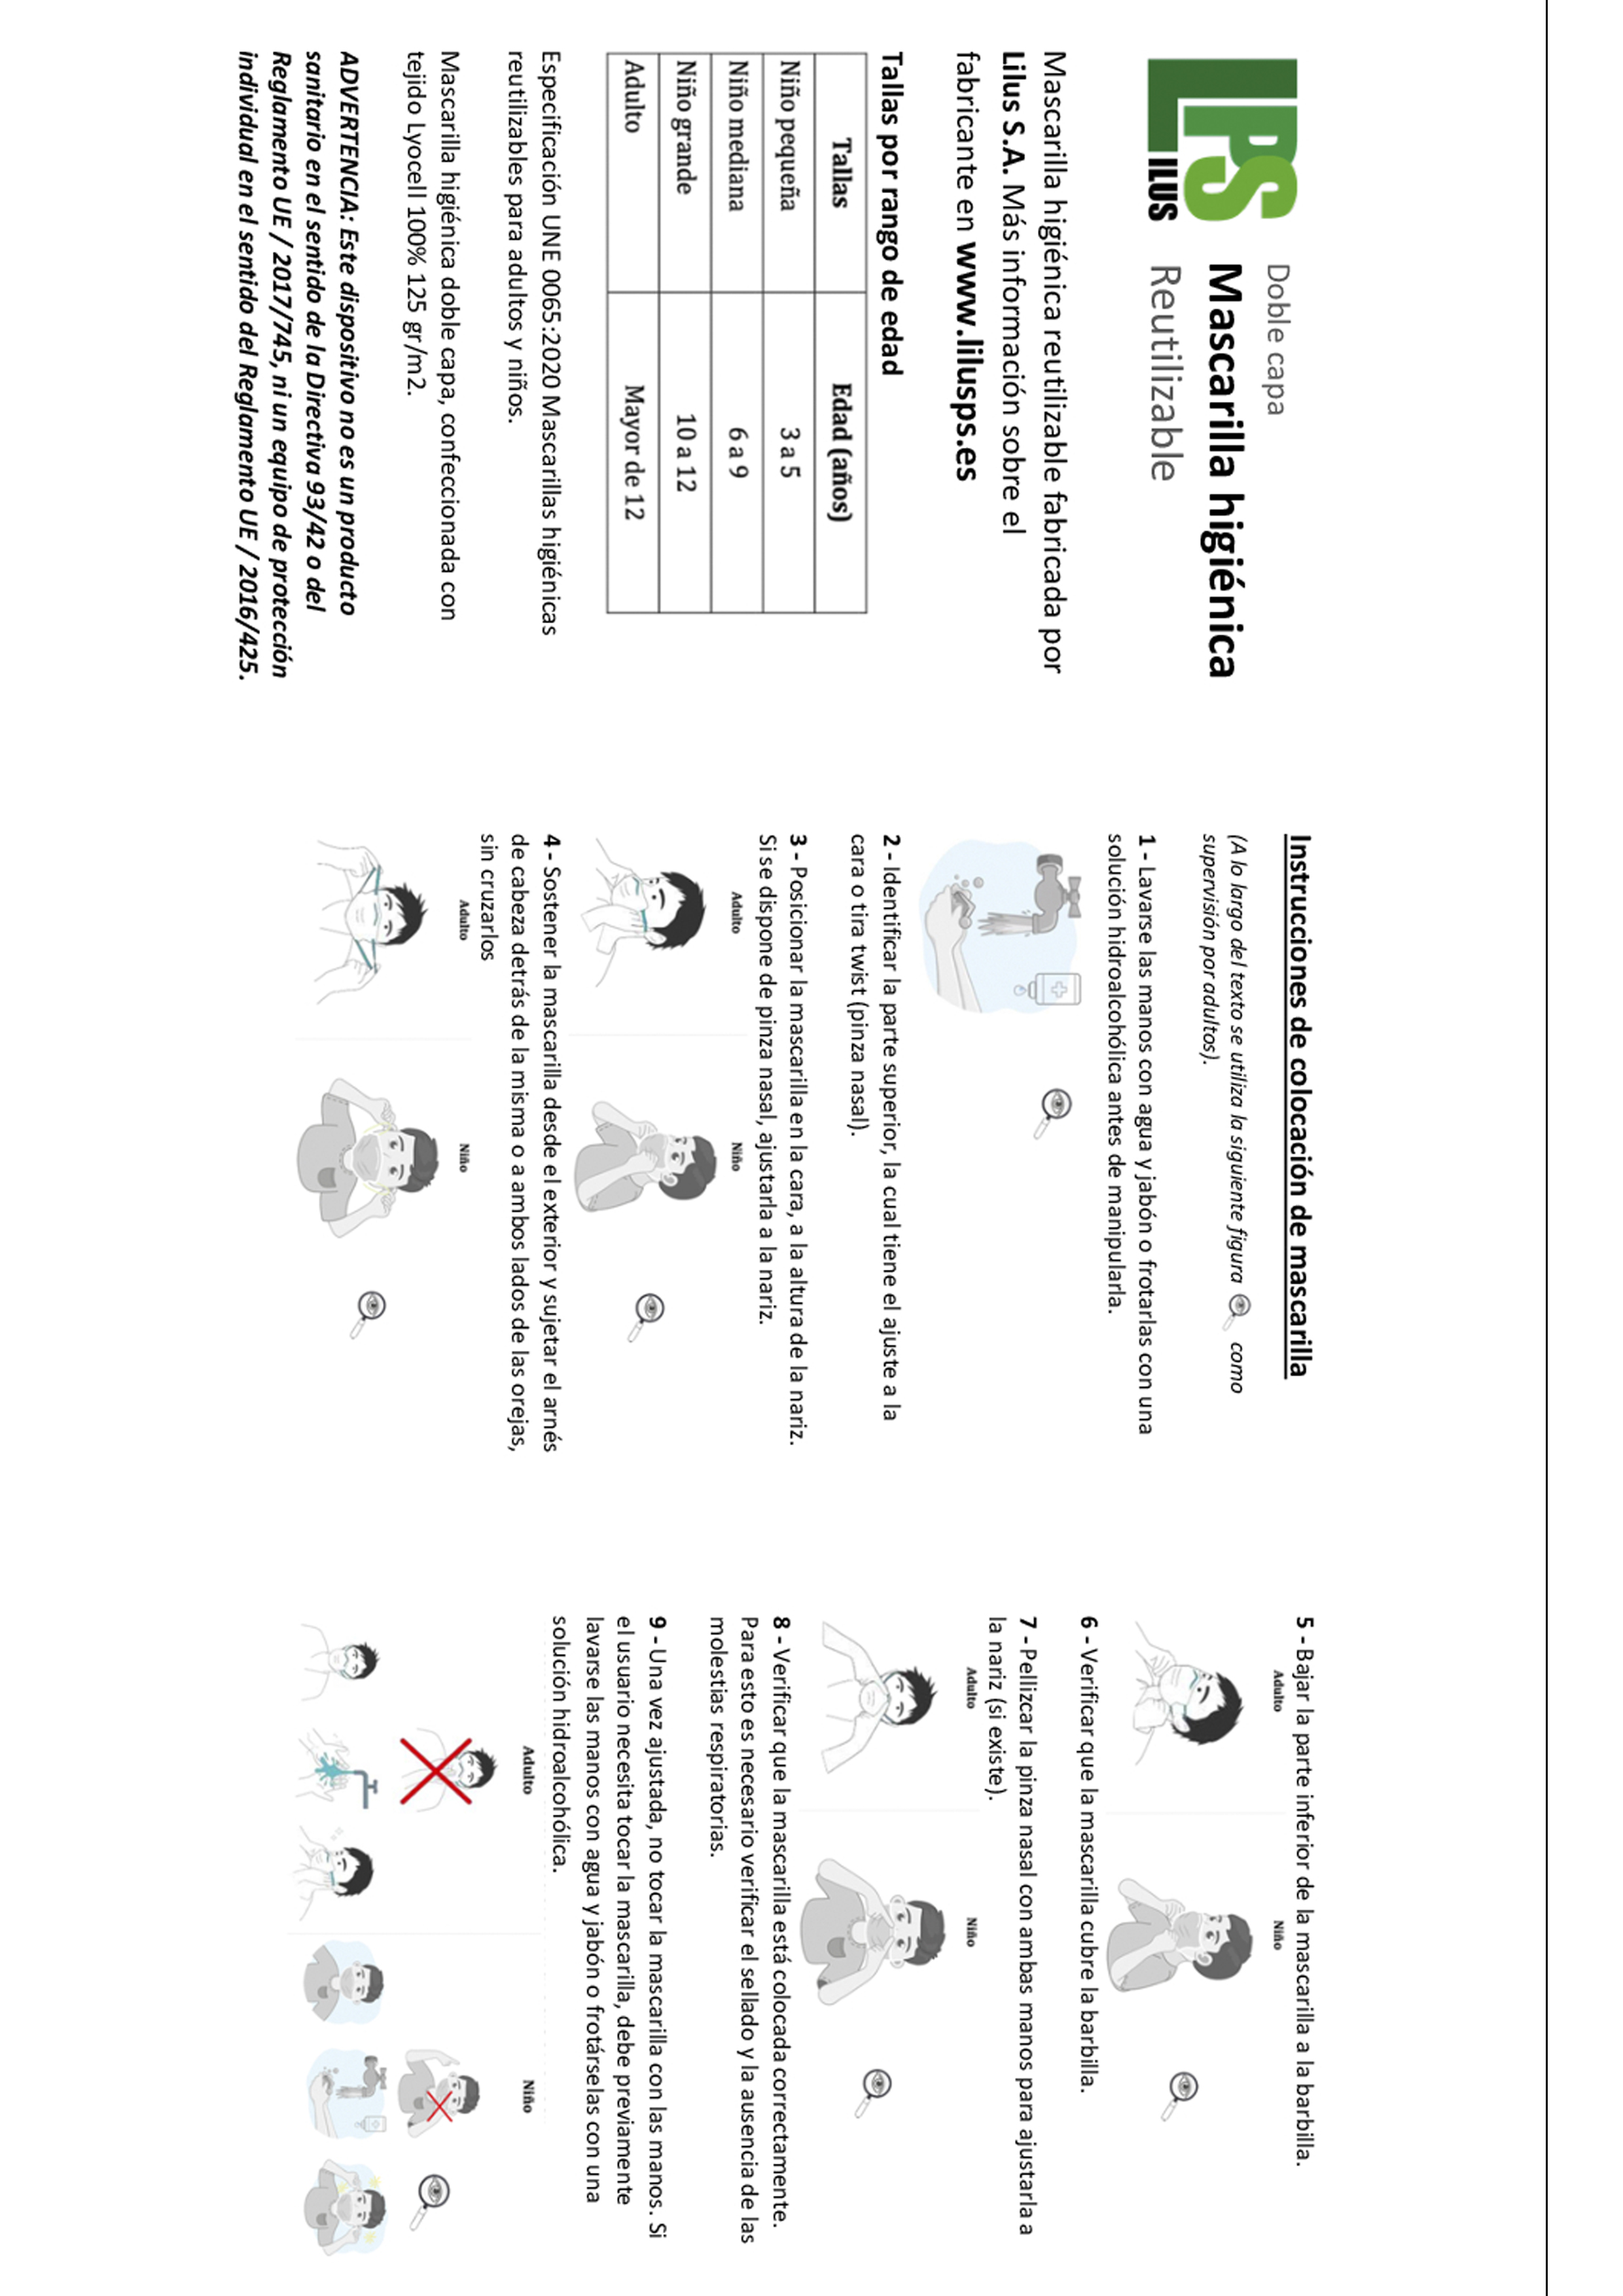 LPS
ILUS
Doble capa
Mascarilla higiénica
Reutilizable
Mascarilla higiénica reutilizable fabricada por
Lilus S.A. Más información sobre el
fabricante en www.lilusps.es
Tallas por rango de edad
Tallas Edad (años)
Niño pequeña 3 a 5
Niño mediana 6 a 9
Niño grande 10 a 12
Adulto Mayor de 12
Especificación UNE 0065:2020 Mascarillas higiénicas
reutilizables para adultos y niños.
Mascarilla higiénica doble capa, confeccionada con
tejido Lyocell 100% 125 gr/m2.
ADVERTENCIA: Este dispositivo no es un producto
sanitario en el sentido de la Directiva 93/42 o del
Reglamento UE / 2017/745, ni un equipo de protección
individual en el sentido del Reglamento UE / 2016/425.
Instrucciones de colocación de mascarilla
(A lo largo del texto se utiliza la siguiente figura como
supervisión por adultos).
1 - Lavarse las manos con agua y jabón o frotarlas con una
solución hidroalcohólica antes de manipularla.
2 - Identificar la parte superior, la cual tiene el ajuste a la
cara o tira twist (pinza nasal).
3 - Posicionar la mascarilla en la cara, a la altura de la nariz.
Si se dispone de pinza nasal, ajustarla a la nariz.
Adulto Niño
4 - Sostener la mascarilla desde el exterior y sujetar el arnés
de cabeza detrás de la misma o a ambos lados de las orejas,
sin cruzarlos
Adulto Niño
5 - Bajar la parte inferior de la mascarilla a la barbilla.
Adulto Niño
6 - Verificar que la mascarilla cubre la barbilla.
7 - Pellizcar la pinza nasal con ambas manos para ajustarla a
la nariz (si existe).
Adulto Niño
8 - Verificar que la mascarilla está colocada correctamente.
Para esto es necesario verificar el sellado y la ausencia de las
molestias respiratorias.
9 - Una vez ajustada, no tocar la mascarilla con las manos. Si
el usuario necesita tocar la mascarilla, debe previamente
lavarse las manos con agua y jabón o frotárselas con una
solución hidroalcohólica.
Adulto Niño